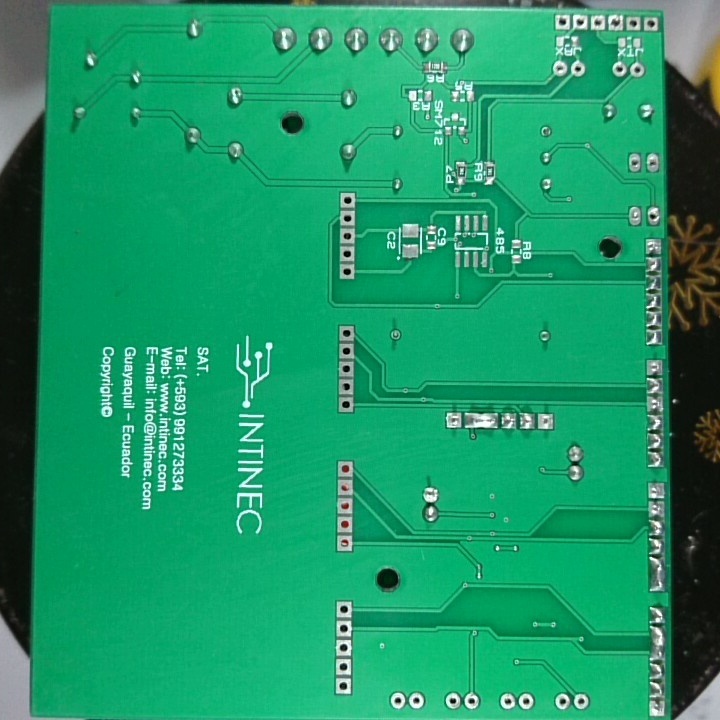 INTINEC
SAT.
Tel: (+593) 991273334
Web: www.intinec.com
E-mail: info@intinec.com
Guayaquil - Ecuador
Copyright©
SM712
R9
485
R8
C9
C2